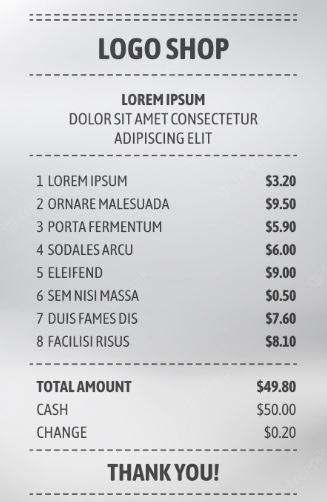 LOGO SHOP
LOREM IPSUM
DOLOR SIT AMET CONSECTETUR
ADIPISCING ELIT
1 LOREM IPSUM $3.20
2 ORNARE MALESUADA $9.50
3 PORTA FERMENTUM $5.90
4 SODALES ARCU $6.00
5 ELEIFEND $9.00
6 SEM NISI MASSA $0.50
7 DUIS FAMES DIS $7.60
8 FACILISI RISUS $8.10
TOTAL AMOUNT $49.80
CASH $50.00
CHANGE $0.20
THANK YOU!